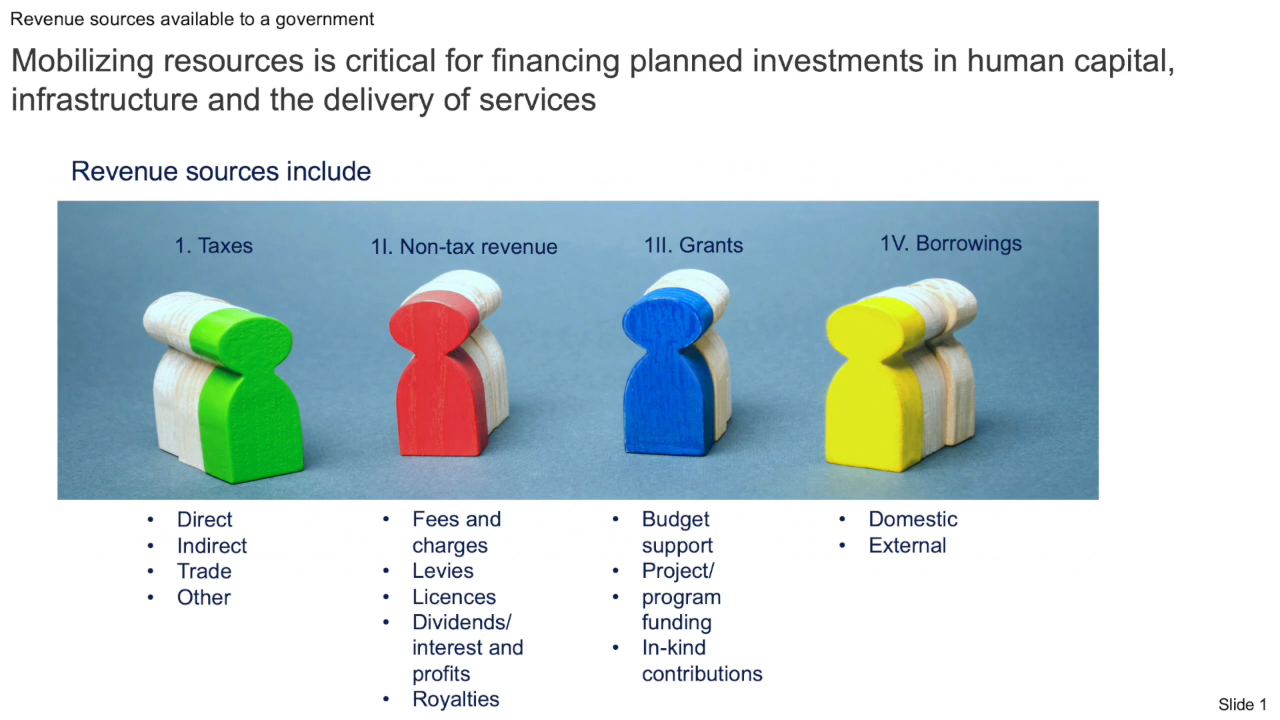 Revenue sources available to a government
Mobilizing resources is critical for financing planned investments in human capital,
infrastructure and the delivery of services
Revenue sources include
1. Taxes
1I. Non-tax revenue
1II. Grants
1V. Borrowings
• Direct
• Indirect
• Trade
• Other
• Fees and
charges
• Levies
• Licences
• Dividends/
interest and
profits
• Royalties
• Budget
support
• Project/
• program
funding
• In-kind
contributions
• Domestic
• External
Slide 1